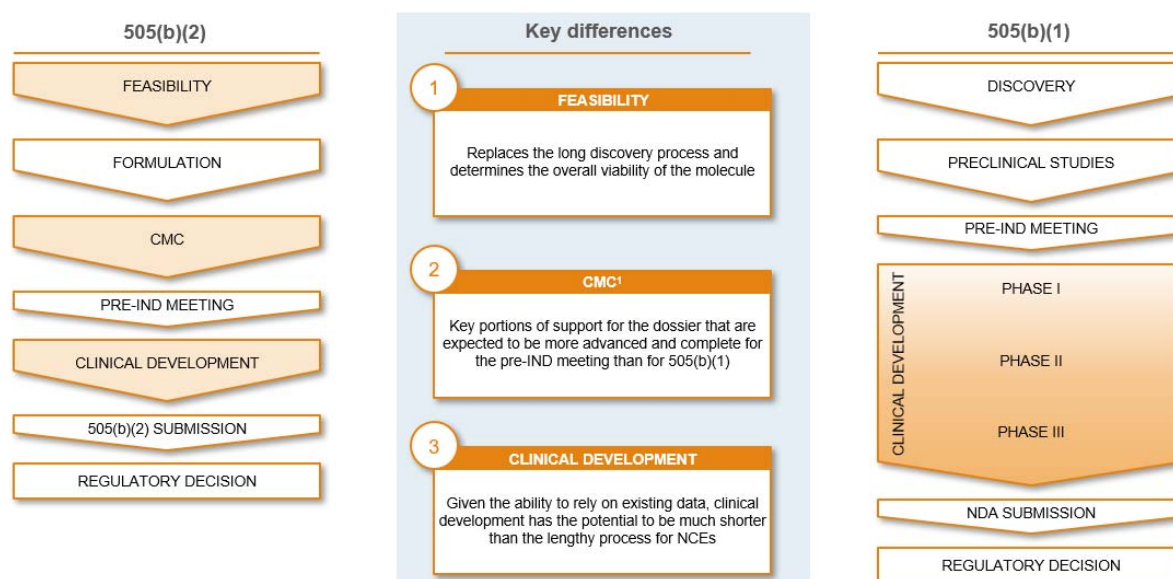 505(b)(2)
FEASIBILITY
FORMULATION
CMC
PRE-IND MEETING
CLINICAL DEVELOPMENT
505(b)(2) SUBMISSION
REGULATORY DECISION
Key differences
1
FEASIBILITY
Replaces the long discovery process and
determines the overall viability of the molecule
2
CMC¹
Key portions of support for the dossier that are
expected to be more advanced and complete for
the pre-IND meeting than for 505(b)(1)
3
CLINICAL DEVELOPMENT
Given the ability to rely on existing data, clinical
development has the potential to be much shorter
than the lengthy process for NCEs
505(b)(1)
DISCOVERY
PRECLINICAL STUDIES
PRE-IND MEETING
CLINICAL DEVELOPMENT
PHASE I
PHASE II
PHASE III
NDA SUBMISSION
REGULATORY DECISION